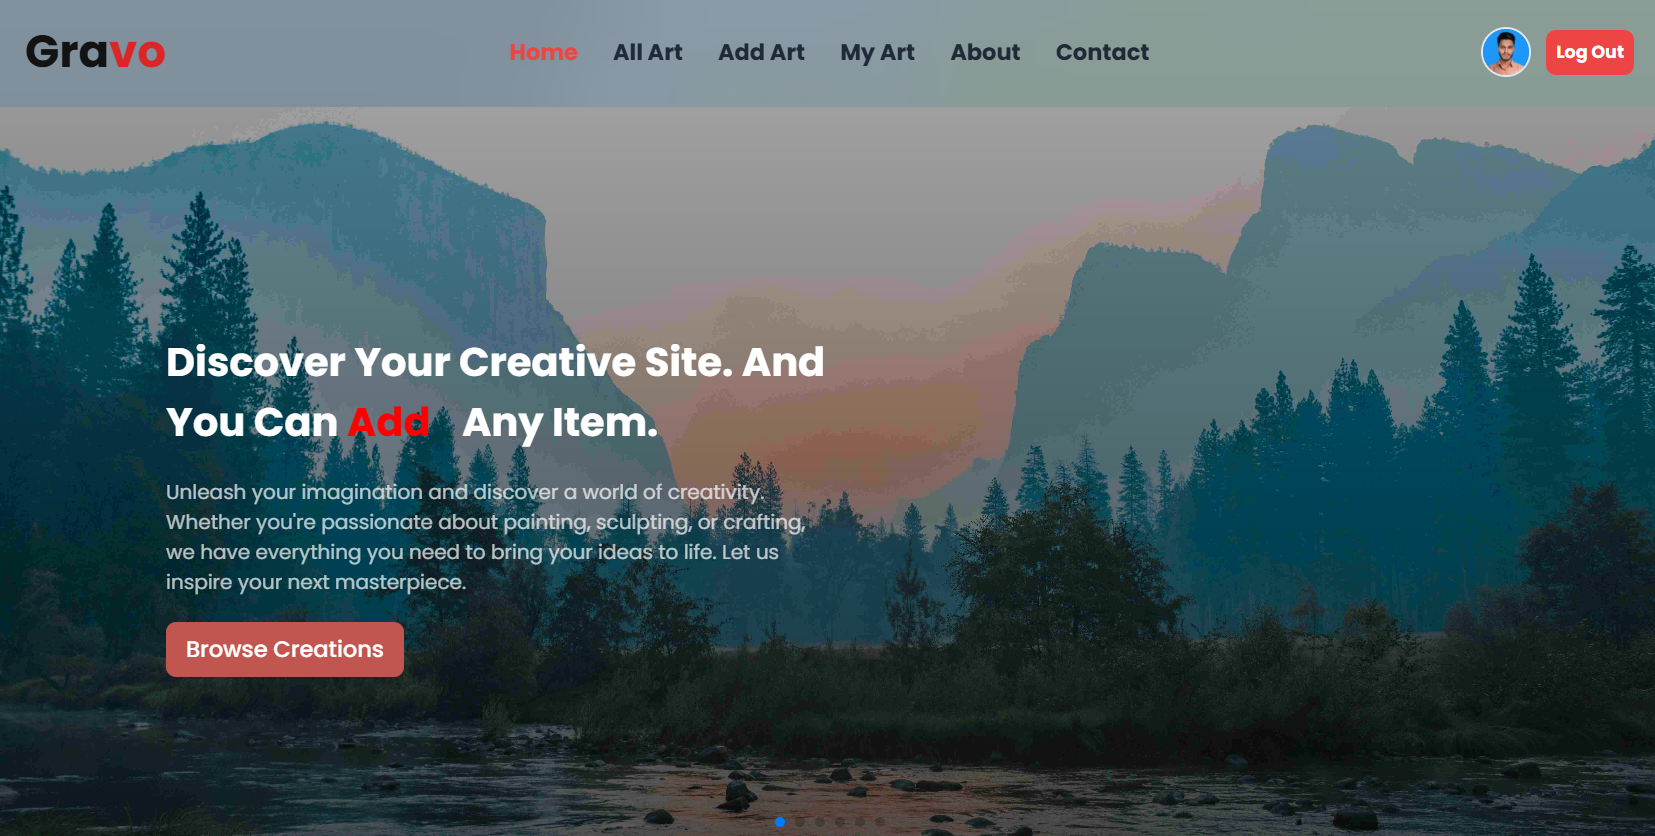 Gravo
Home All Art Add Art My Art About Contact
Log Out
Discover Your Creative Site. And
You Can Add Any Item.
Unleash your imagination and discover a world of creativity.
Whether you're passionate about painting, sculpting, or crafting,
we have everything you need to bring your ideas to life. Let us
inspire your next masterpiece.
Browse Creations